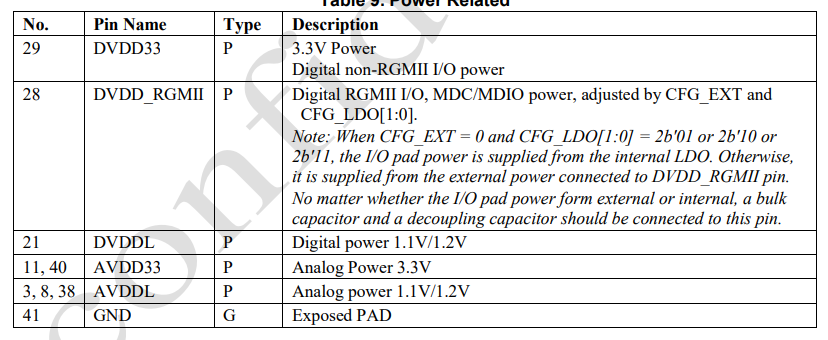 Table 9. Power Related
No. Pin Name Type Description
29 DVDD33 P 3.3V Power
Digital non-RGMII I/O power
28 DVDD_RGMII P Digital RGMII I/O, MDC/MDIO power, adjusted by CFG_EXT and
CFG_LDO[1:0].
Note: When CFG_EXT = 0 and CFG_LDO[1:0] = 2b'01 or 2b'10 or
2b'11, the I/O pad power is supplied from the internal LDO. Otherwise,
it is supplied from the external power connected to DVDD_RGMII pin.
No matter whether the I/O pad power form external or internal, a bulk
capacitor and a decoupling capacitor should be connected to this pin.
21 DVDDL P Digital power 1.1V/1.2V
11, 40 AVDD33 P Analog Power 3.3V
3, 8, 38 AVDDL P Analog power 1.1V/1.2V
41 GND G Exposed PAD